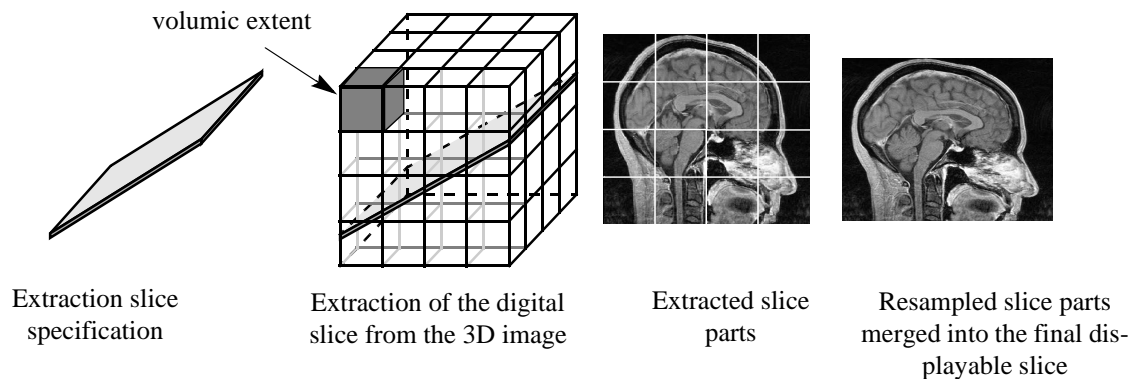 volumic extent
Extraction slice
specification
Extraction of the digital
slice from the 3D image
Extracted slice
parts
Resampled slice parts
merged into the final dis-
playable slice